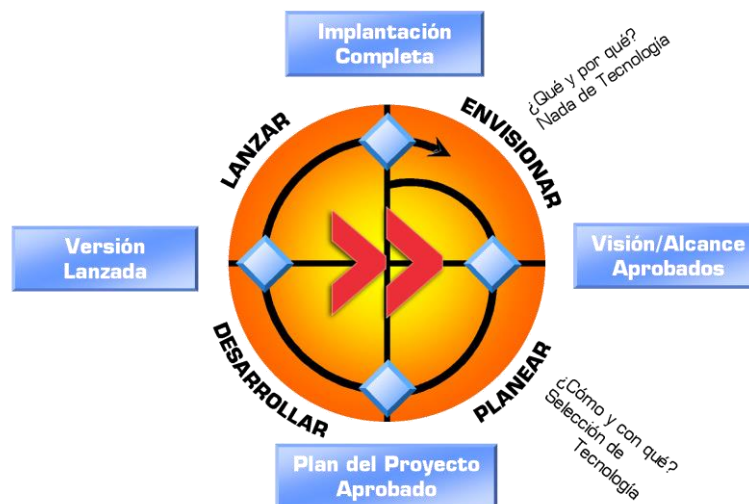 Implantación
Completa
¿Qué y por qué?
Nada de Tecnología
LANZAR
ENVISIONAR
Versión
Lanzada
Visión/Alcance
Aprobados
DESARROLLAR
PLANEAR
¿Cómo y con qué?
Selección de
Tecnología
Plan del Proyecto
Aprobado